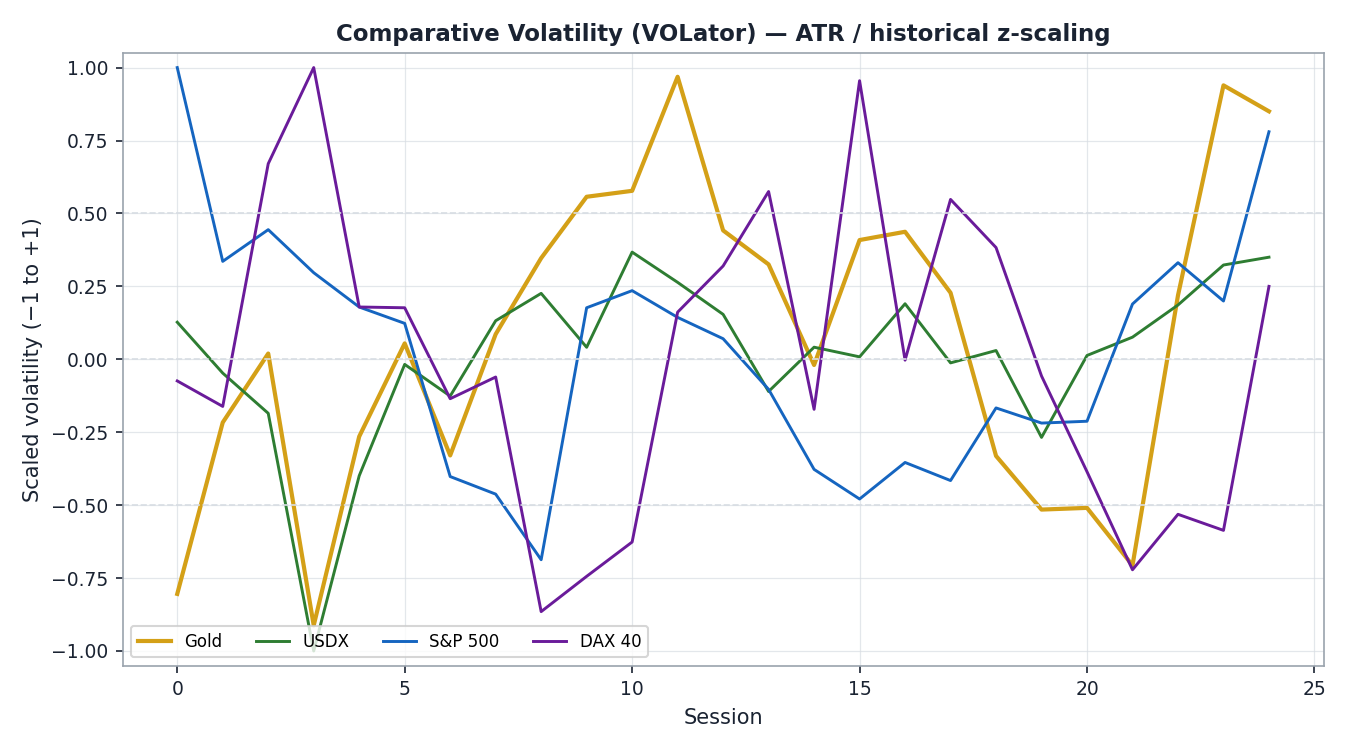 Comparative Volatility (VOLator) — ATR / historical z-scaling
Scaled volatility (−1 to +1)
1.00
0.75
0.50
0.25
0.00
−0.25
−0.50
−0.75
−1.00
Gold USDX S&P 500 DAX 40
0 5 10 15 20 25
Session